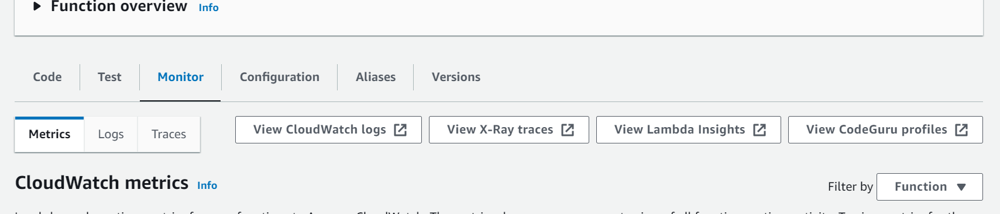 Function overview Info
Code Test Monitor Configuration Aliases Versions
Metrics Logs Traces View CloudWatch logs View X-Ray traces View Lambda Insights View CodeGuru profiles
CloudWatch metrics Info Filter by Function